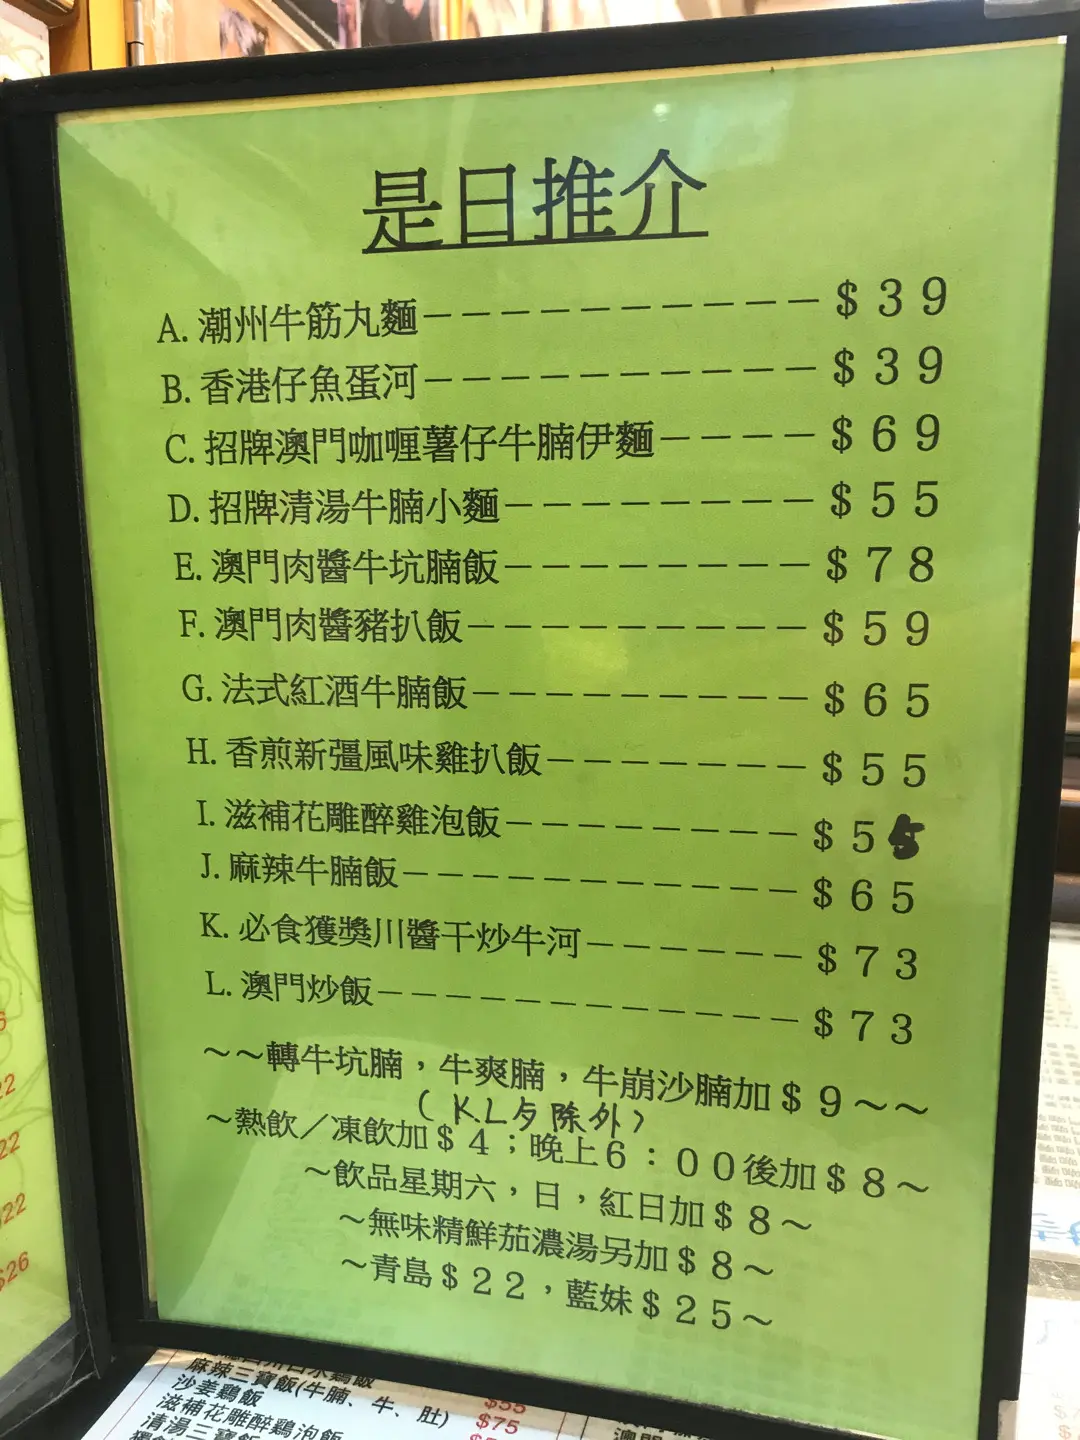 是日推介
A. 潮州牛筋丸麵－－－－－－－－－－－＄３９
B. 香港仔魚蛋河－－－－－－－－－－－＄３９
C. 招牌澳門咖喱薯仔牛腩伊麵－－－－＄６９
D. 招牌清湯牛腩小麵－－－－－－－－－＄５５
E. 澳門肉醬牛坑腩飯－－－－－－－－－＄７８
F. 澳門肉醬豬扒飯－－－－－－－－－－＄５９
G. 法式紅酒牛腩飯－－－－－－－－－－＄６５
H. 香煎新彊風味雞扒飯－－－－－－－－＄５５
I. 滋補花雕醉雞泡飯－－－－－－－－－＄５5
J. 麻辣牛腩飯－－－－－－－－－－－－＄６５
K. 必食獲獎川醬干炒牛河－－－－－－－＄７３
L. 澳門炒飯－－－－－－－－－－－－－＄７３
～～轉牛坑腩，牛爽腩，牛崩沙腩加＄９～～
(K.L 除外)
～熱飲／凍飲加＄４；晚上６：００後加＄８～
～飲品星期六，日，紅日加＄８～
～無味精鮮茄濃湯另加＄８～
～青島＄２２，藍妹＄２５～
麻辣三寶飯(牛腩、牛、肚) $75
沙姜鷄飯
滋補花雕醉鷄泡飯
清湯三寶飯
22
22
22
$26
$55